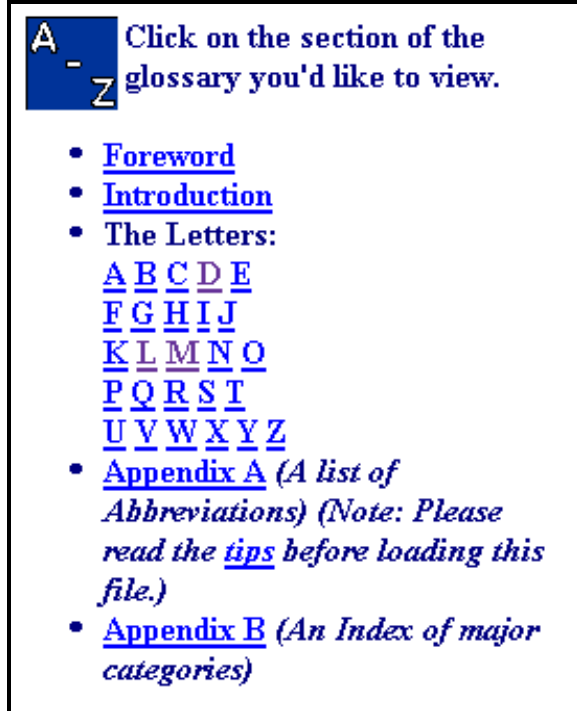 A - Z
Click on the section of the
glossary you'd like to view.
• Foreword
• Introduction
• The Letters:
A B C D E
F G H I J
K L M N O
P Q R S T
U V W X Y Z
• Appendix A (A list of
Abbreviations) (Note: Please
read the tips before loading this
file.)
• Appendix B (An Index of major
categories)